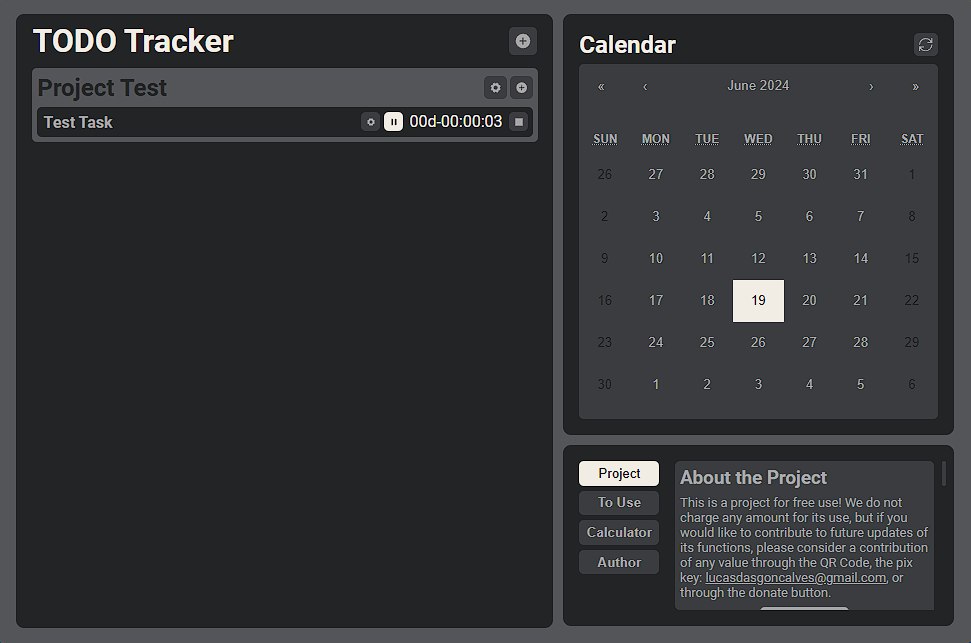 TODO Tracker
Project Test
Test Task
00d-00:00:03
Calendar
« ‹ June 2024 › »
SUN MON TUE WED THU FRI SAT
26 27 28 29 30 31 1
2 3 4 5 6 7 8
9 10 11 12 13 14 15
16 17 18 19 20 21 22
23 24 25 26 27 28 29
30 1 2 3 4 5 6
Project
To Use
Calculator
Author
About the Project
This is a project for free use! We do not
charge any amount for its use, but if you
would like to contribute to future updates of
its functions, please consider a contribution
of any value through the QR Code, the pix
key: lucasdasgoncalves@gmail.com, or
through the donate button.